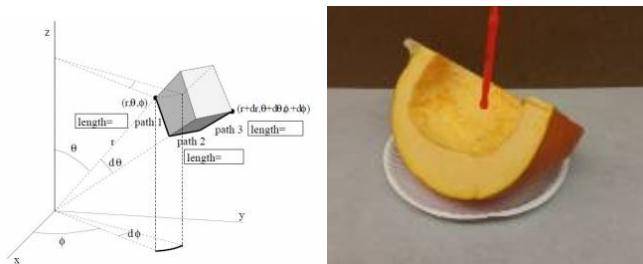 z
(r,θ,ϕ)
(r+dr,θ+dθ,ϕ+dϕ)
length=
path 1
path 3
length=
r
path 2
length=
θ
dθ
y
ϕ
dϕ
x